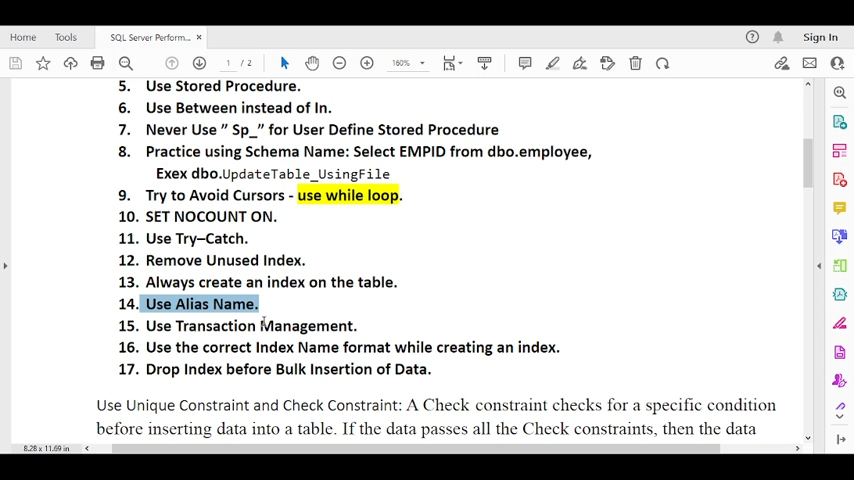 Home Tools SQL Server Perform... × Sign In
1 / 2 160%
5. Use Stored Procedure.
6. Use Between instead of In.
7. Never Use ” Sp_” for User Define Stored Procedure
8. Practice using Schema Name: Select EMPID from dbo.employee,
Exex dbo.UpdateTable_UsingFile
9. Try to Avoid Cursors - use while loop.
10. SET NOCOUNT ON.
11. Use Try–Catch.
12. Remove Unused Index.
13. Always create an index on the table.
14. Use Alias Name.
15. Use Transaction Management.
16. Use the correct Index Name format while creating an index.
17. Drop Index before Bulk Insertion of Data.
Use Unique Constraint and Check Constraint: A Check constraint checks for a specific condition
before inserting data into a table. If the data passes all the Check constraints, then the data
8.28 x 11.69 in